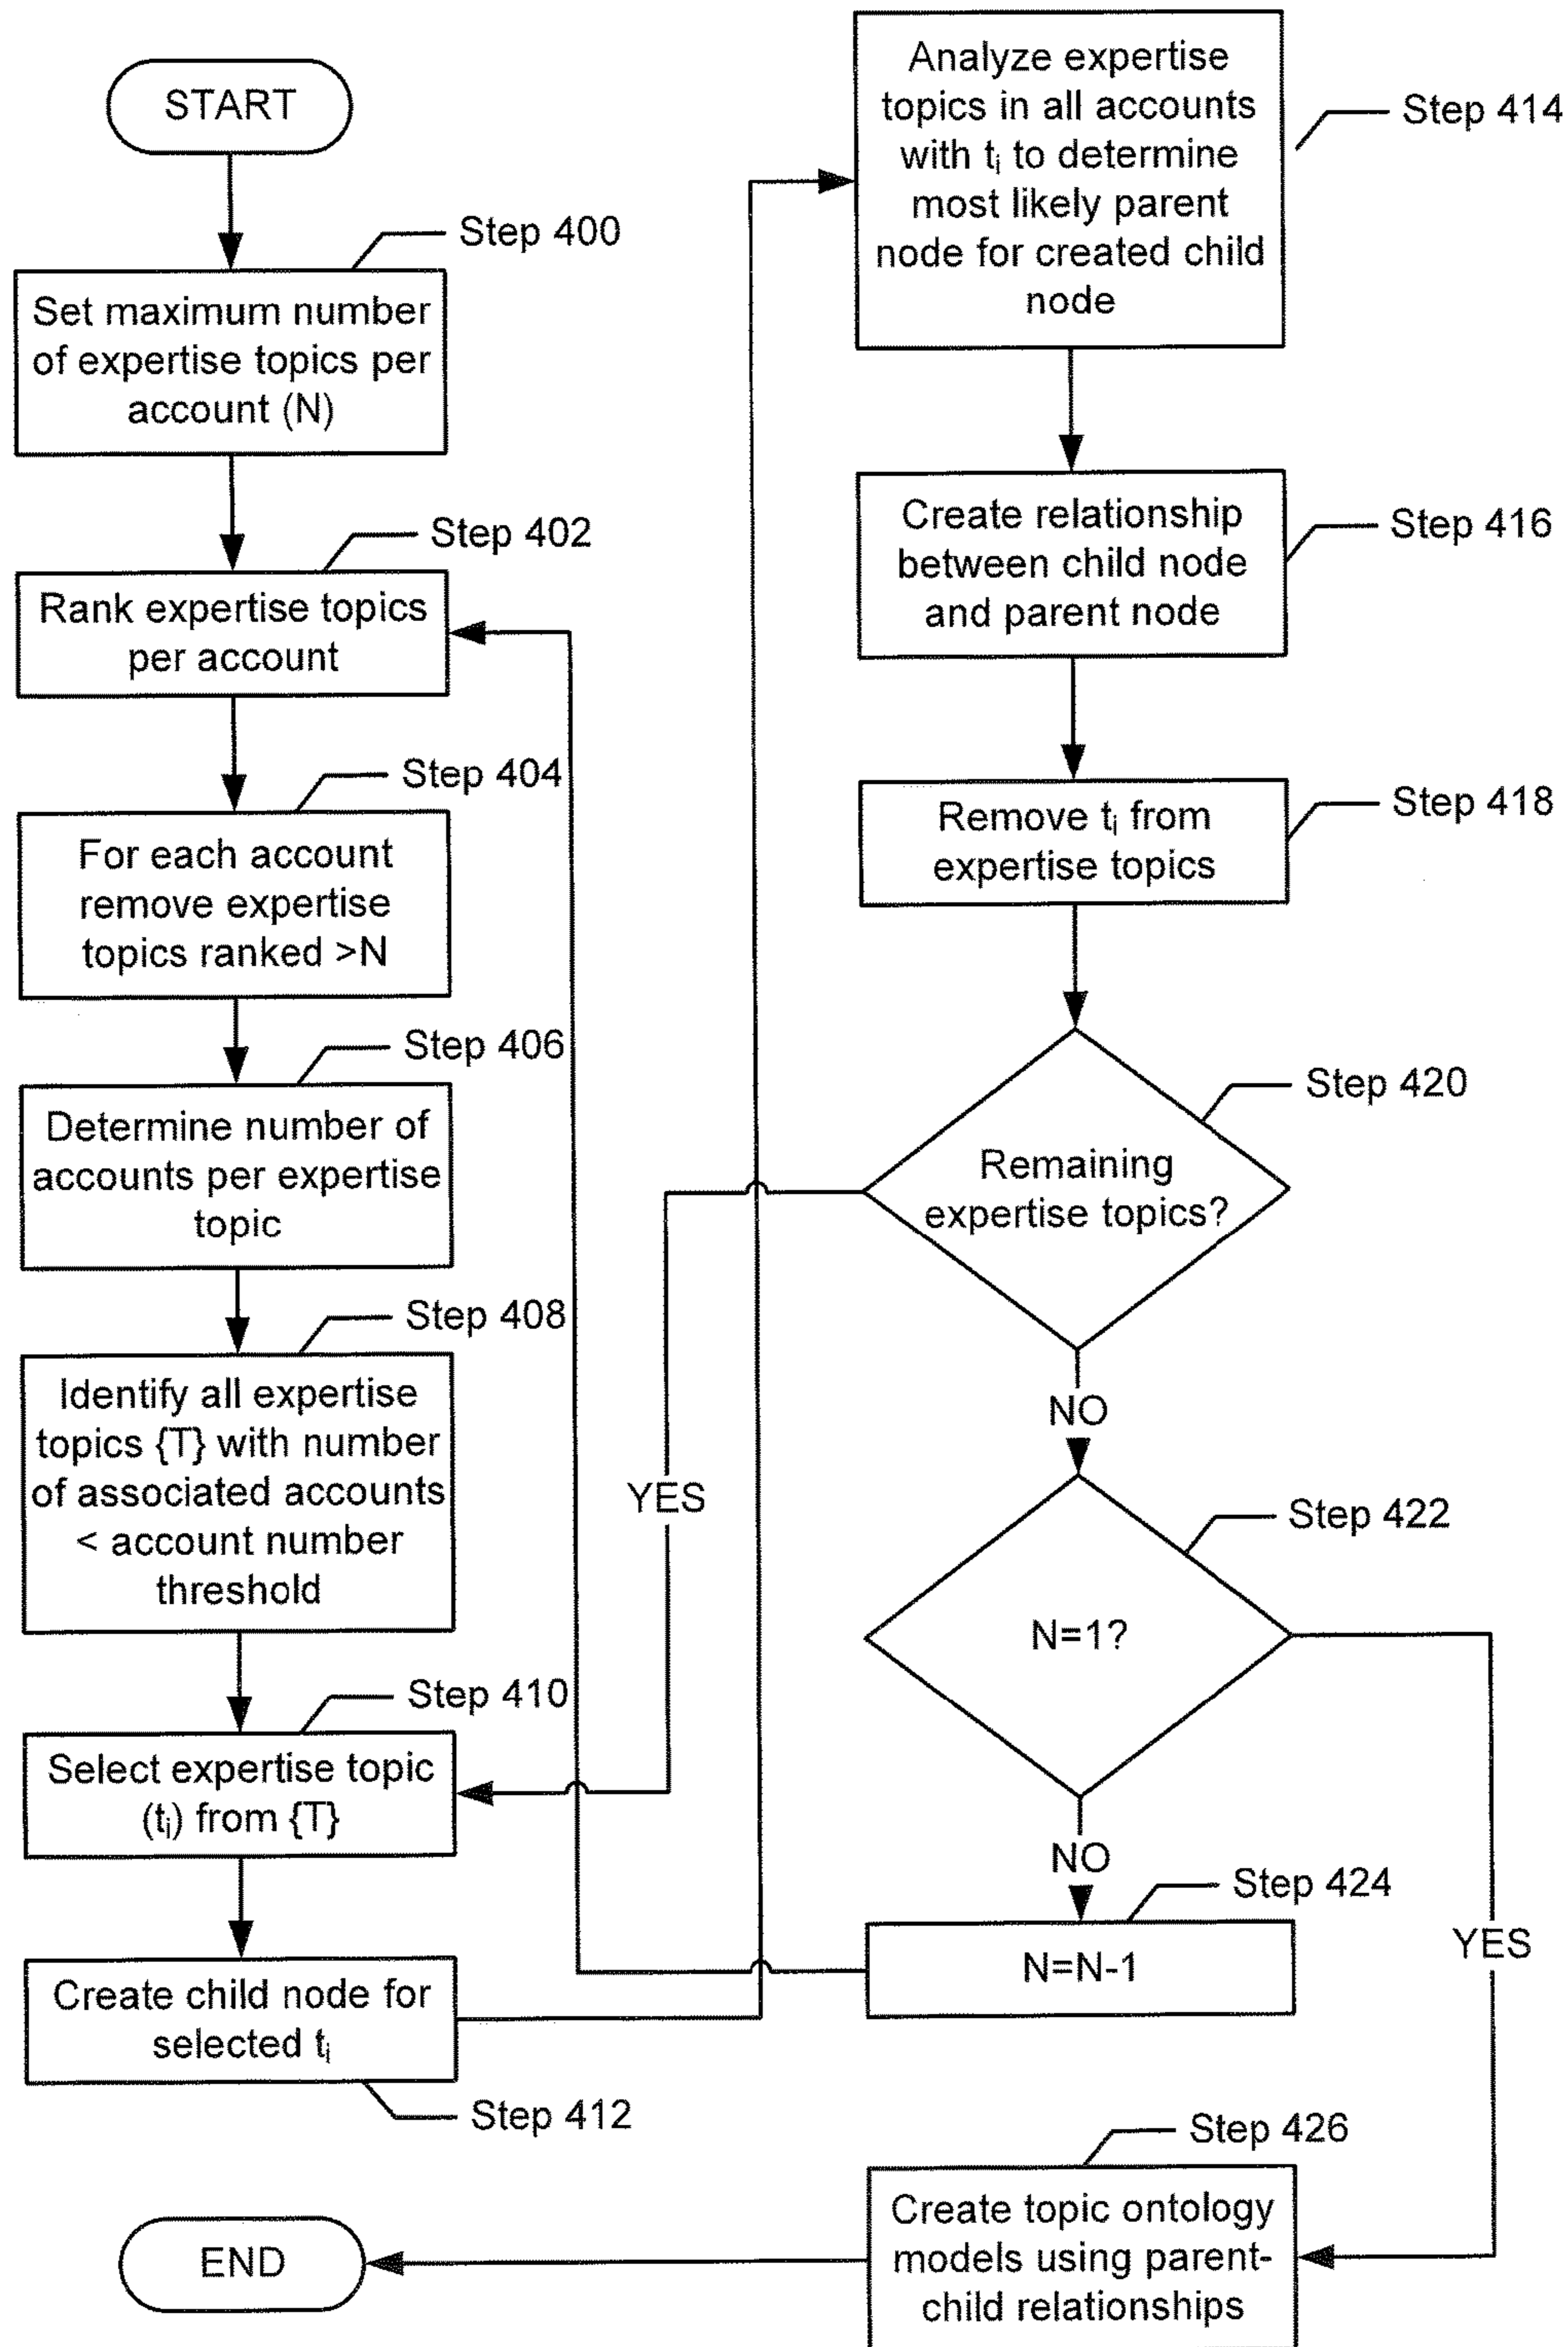 START
Step 400
Set maximum number
of expertise topics per
account (N)
Step 402
Rank expertise topics
per account
Step 404
For each account
remove expertise
topics ranked >N
Step 406
Determine number of
accounts per expertise
topic
Step 408
Identify all expertise
topics {T} with number
of associated accounts
< account number
threshold
Step 410
Select expertise topic
(tᵢ) from {T}
Create child node for
selected tᵢ
Step 412
Analyze expertise
topics in all accounts
with tᵢ to determine
most likely parent
node for created child
node
Step 414
Create relationship
between child node
and parent node
Step 416
Remove tᵢ from
expertise topics
Step 418
Remaining
expertise topics?
Step 420
YES
NO
N=1?
Step 422
NO
YES
Step 424
N=N-1
Step 426
Create topic ontology
models using parent-
child relationships
END